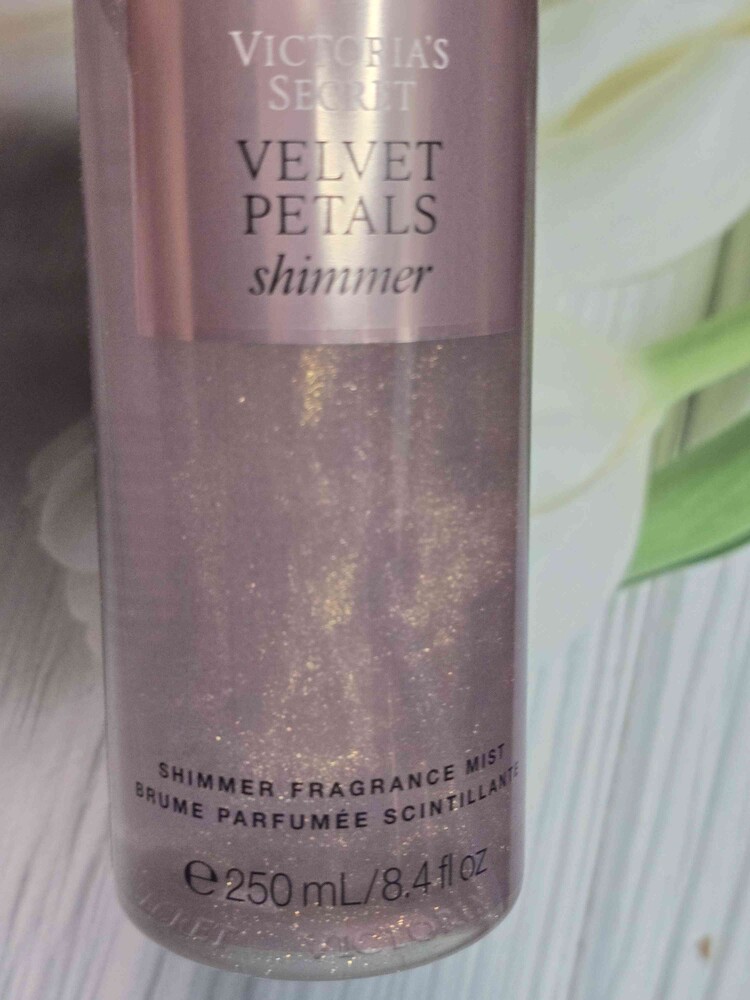 VICTORIA'S
SECRET
VELVET
PETALS
shimmer
SHIMMER FRAGRANCE MIST
BRUME PARFUMÉE SCINTILLANTE
℮ 250 mL/8.4 fl oz